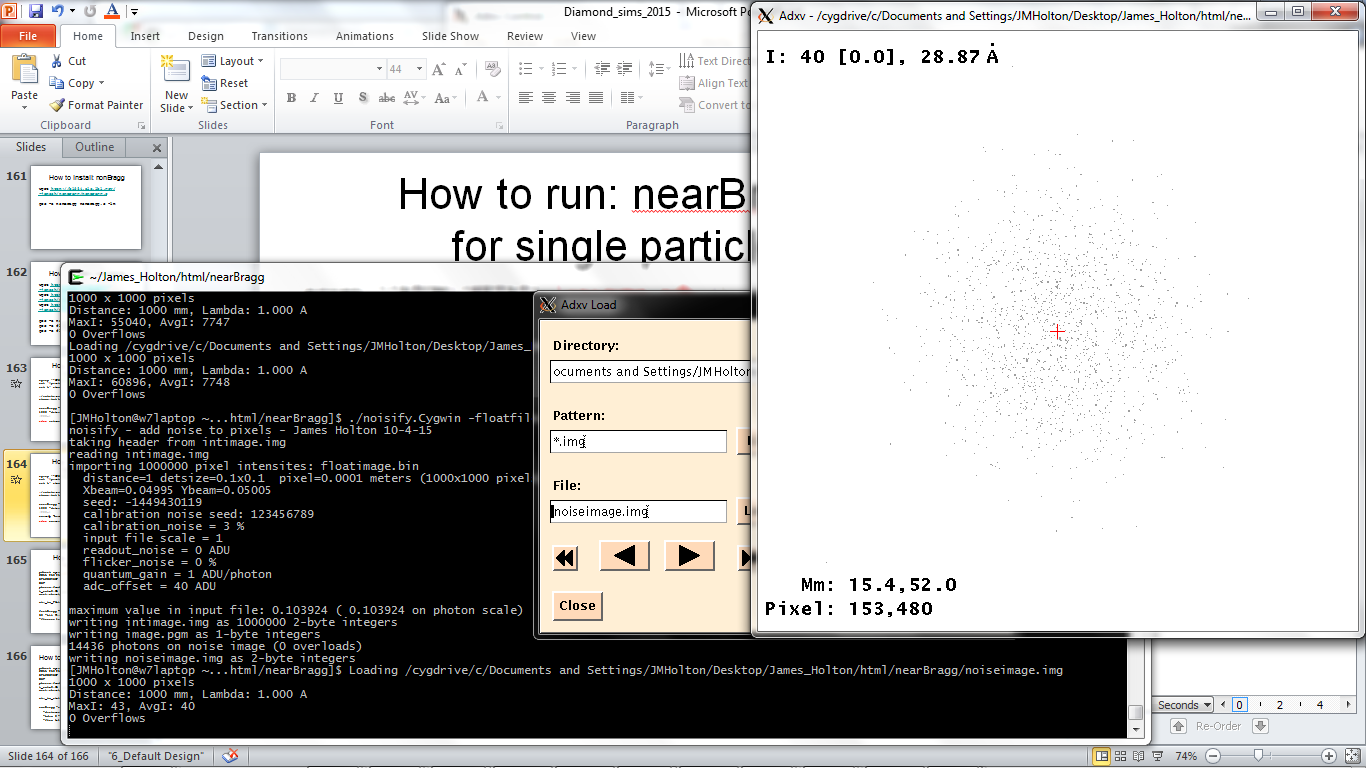 Diamond_sims_2015 - Microsoft Po
File
Home
Insert
Design
Transitions
Animations
Slide Show
Review
View
Paste
Cut
Copy
Format Painter
Clipboard
New
Slide
Layout
Reset
Section
Slides
44
B I U S abc AV Aa A
Font
Text Direc
Align Text
Convert to
Paragraph
Slides
Outline
161
How to install: nonBragg
162
163
164
165
166
How to run: nearB
for single partic
~/James_Holton/html/nearBragg
1000 x 1000 pixels
Distance: 1000 mm, Lambda: 1.000 A
MaxI: 55040, AvgI: 7747
0 Overflows
Loading /cygdrive/c/Documents and Settings/JMHolton/Desktop/James_
1000 x 1000 pixels
Distance: 1000 mm, Lambda: 1.000 A
MaxI: 60896, AvgI: 7748
0 Overflows
[JMHolton@w7laptop ~...html/nearBragg]$ ./noisify.Cygwin -floatfil
noisify - add noise to pixels - James Holton 10-4-15
taking header from intimage.img
reading intimage.img
importing 1000000 pixel intensites: floatimage.bin
distance=1 detsize=0.1x0.1 pixel=0.0001 meters (1000x1000 pixel
Xbeam=0.04995 Ybeam=0.05005
seed: -1449430119
calibration noise seed: 123456789
calibration_noise = 3 %
input file scale = 1
readout_noise = 0 ADU
flicker_noise = 0 %
quantum_gain = 1 ADU/photon
adc_offset = 40 ADU
maximum value in input file: 0.103924 ( 0.103924 on photon scale)
writing intimage.img as 1000000 2-byte integers
writing image.pgm as 1-byte integers
14436 photons on noise image (0 overloads)
writing noiseimage.img as 2-byte integers
[JMHolton@w7laptop ~...html/nearBragg]$ Loading /cygdrive/c/Documents and Settings/JMHolton/Desktop/James_Holton/html/nearBragg/noiseimage.img
1000 x 1000 pixels
Distance: 1000 mm, Lambda: 1.000 A
MaxI: 43, AvgI: 40
0 Overflows
Adxv Load
Directory:
ocuments and Settings/JMHolton
Pattern:
*.img
File:
noiseimage.img
Close
Adxv - /cygdrive/c/Documents and Settings/JMHolton/Desktop/James_Holton/html/ne...
I: 40 [0.0], 28.87 Å
Mm: 15.4,52.0
Pixel: 153,480
Seconds
0 2 4
Re-Order
Slide 164 of 166
"6_Default Design"
74%